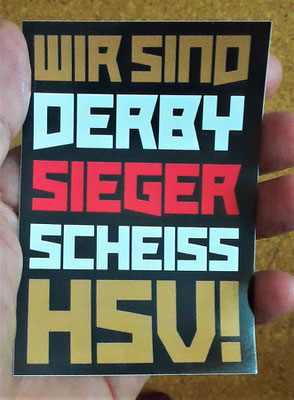 WIR SIND
DERBY
SIEGER
SCHEISS
HSV!